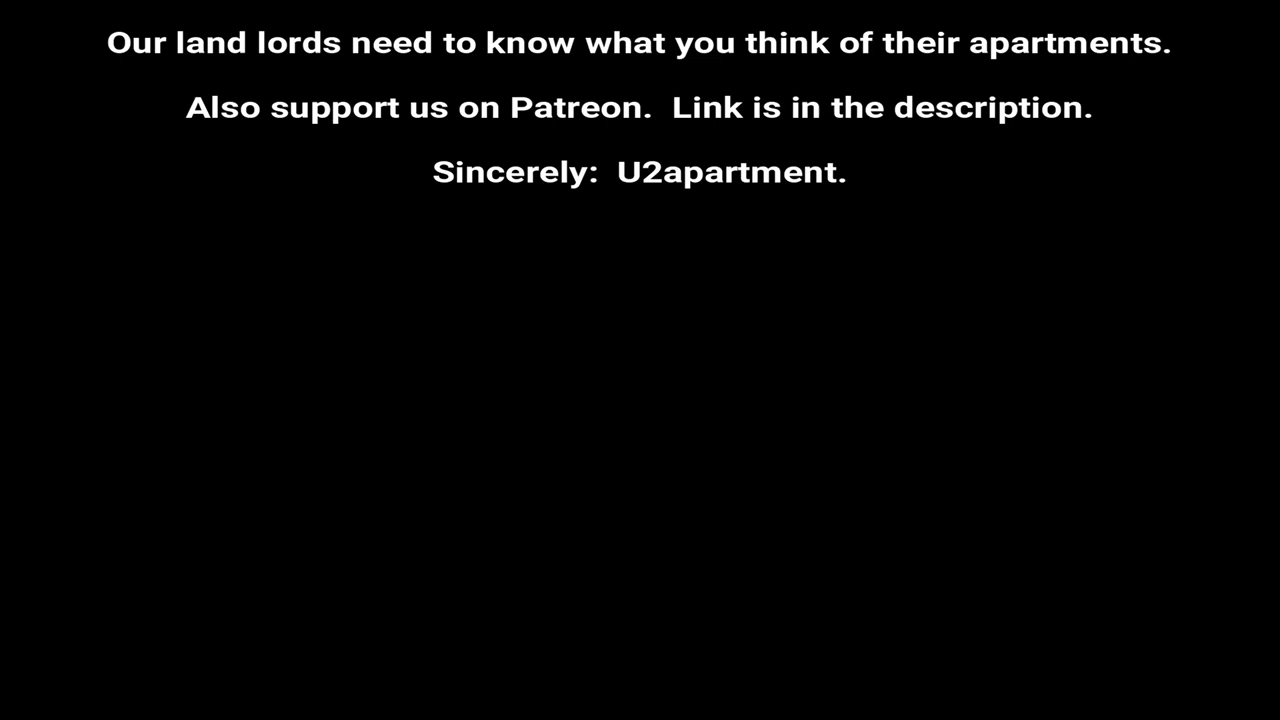 Our land lords need to know what you think of their apartments.
Also support us on Patreon.  Link is in the description.
Sincerely:  U2apartment.